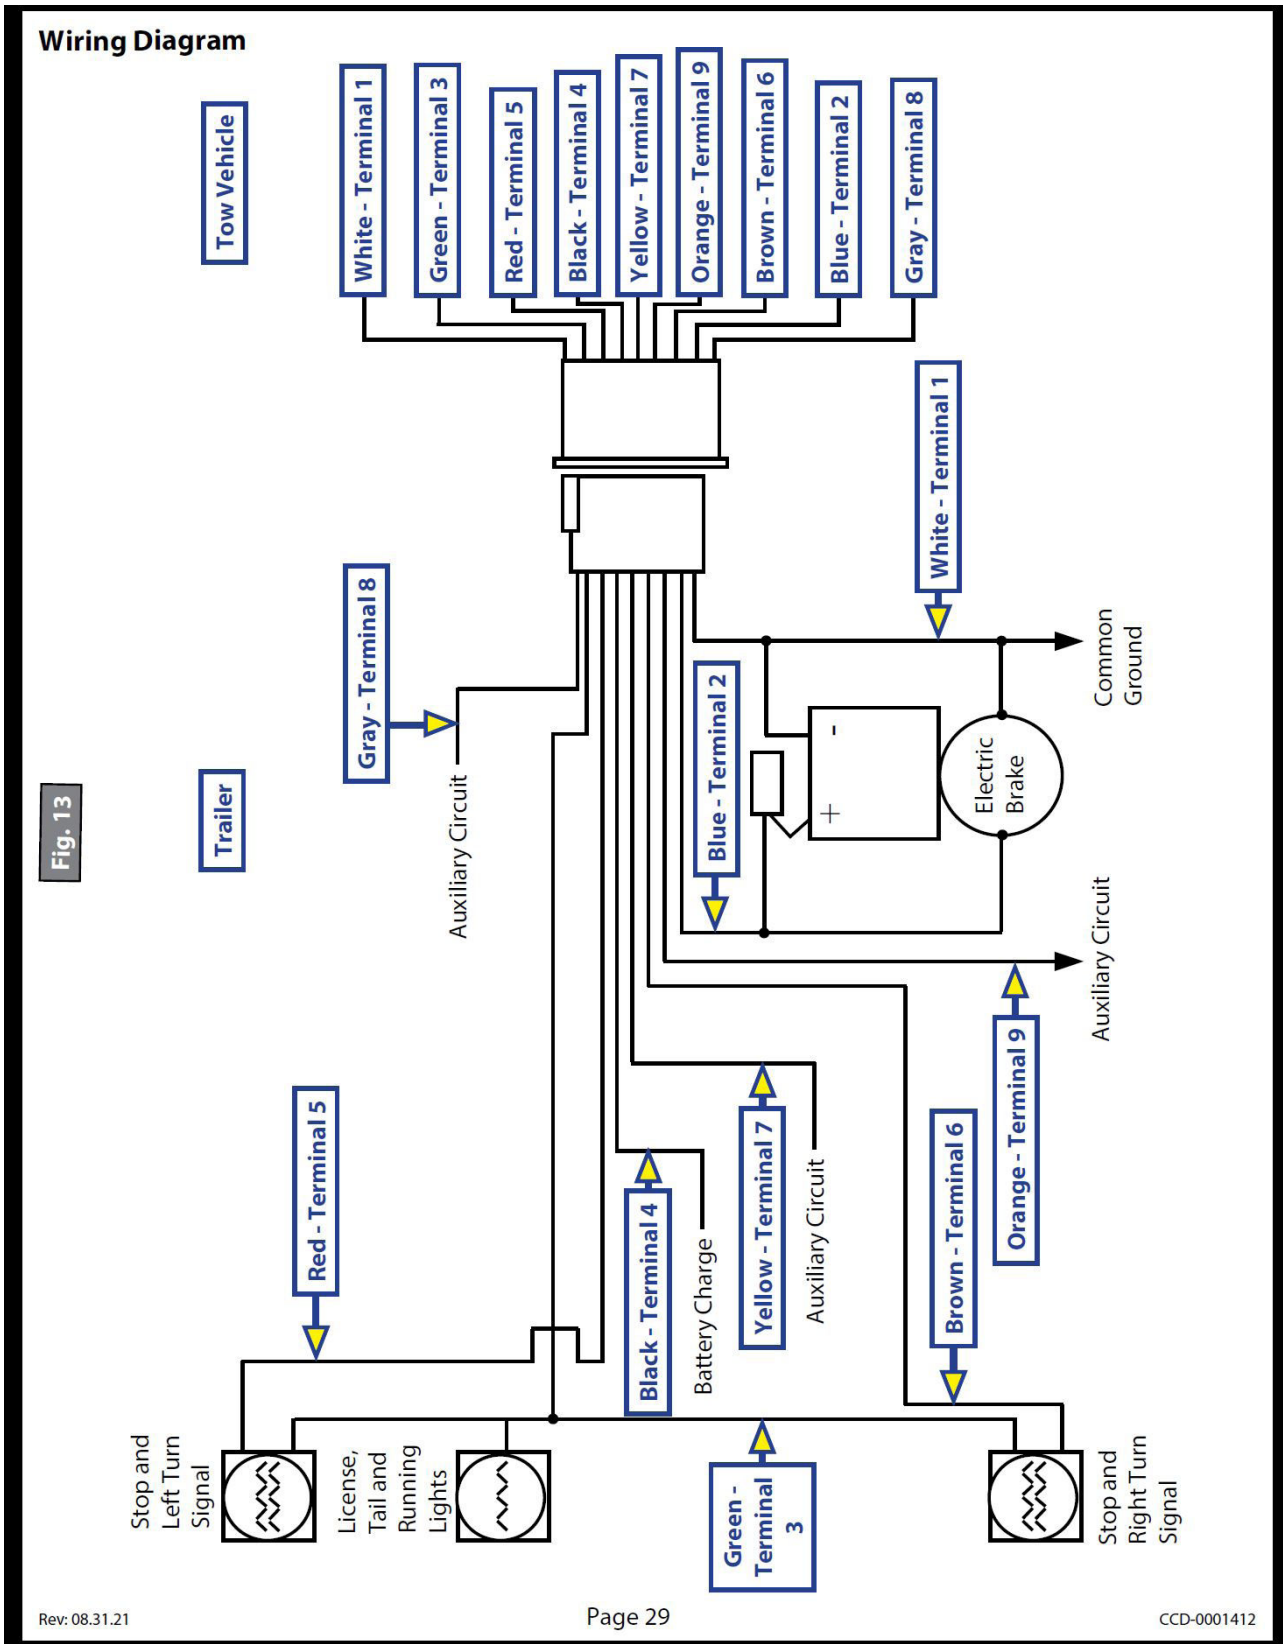 Wiring Diagram
Tow Vehicle
White - Terminal 1
Green - Terminal 3
Red - Terminal 5
Black - Terminal 4
Yellow - Terminal 7
Orange - Terminal 9
Brown - Terminal 6
Blue - Terminal 2
Gray - Terminal 8
White - Terminal 1
Common
Ground
Gray - Terminal 8
Auxiliary Circuit
Blue - Terminal 2
-
+
Electric
Brake
Fig. 13
Trailer
Auxiliary Circuit
Orange - Terminal 9
Red - Terminal 5
Black - Terminal 4
Battery Charge
Yellow - Terminal 7
Auxiliary Circuit
Brown - Terminal 6
Stop and
Left Turn
Signal
License,
Tail and
Running
Lights
Green -
Terminal
3
Stop and
Right Turn
Signal
Rev: 08.31.21
Page 29
CCD-0001412